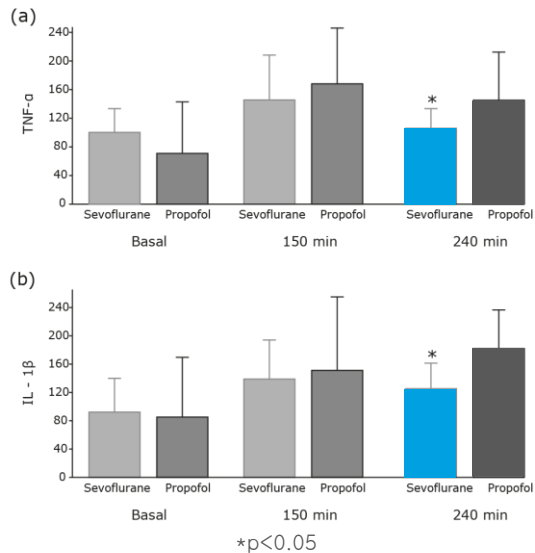 (a)
TNF-α
240
200
160
120
80
40
0
*
Sevoflurane Propofol Sevoflurane Propofol Sevoflurane Propofol
Basal 150 min 240 min
(b)
IL - 1β
240
200
160
120
80
40
0
*
Sevoflurane Propofol Sevoflurane Propofol Sevoflurane Propofol
Basal 150 min 240 min
*p<0.05